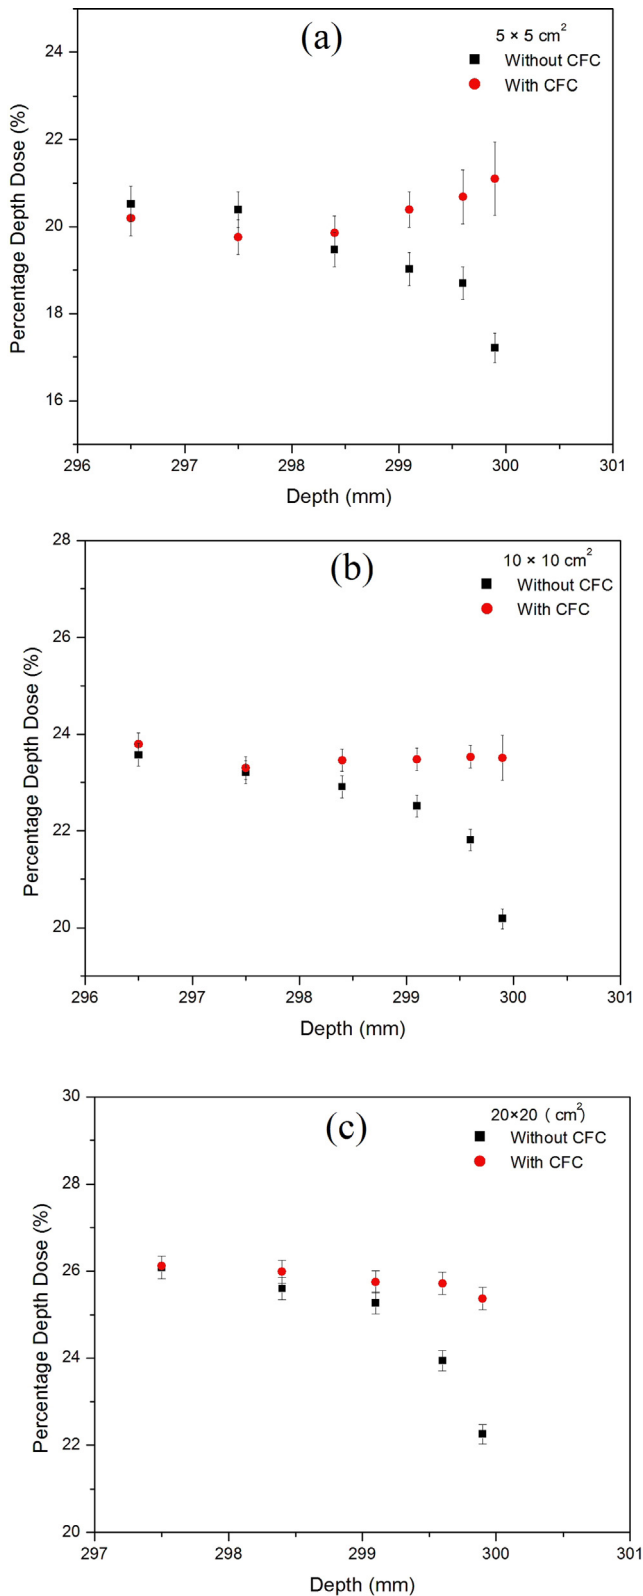 (a)
5 × 5 cm²
Without CFC
With CFC
24
22
20
18
16
Percentage Depth Dose (%)
296 297 298 299 300 301
Depth (mm)
(b)
10 × 10 cm²
Without CFC
With CFC
28
26
24
22
20
Percentage Depth Dose (%)
296 297 298 299 300 301
Depth (mm)
(c)
20×20 ( cm²)
Without CFC
With CFC
30
28
26
24
22
20
Percentage Depth Dose (%)
297 298 299 300 301
Depth (mm)